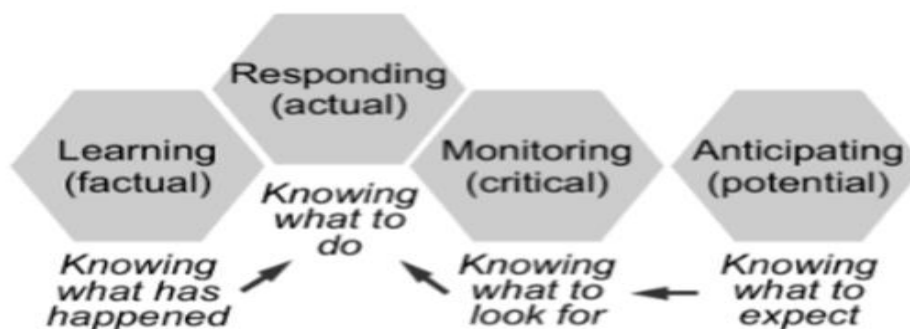 Responding
(actual)
Learning
(factual)
Monitoring
(critical)
Anticipating
(potential)
Knowing
what to
do
Knowing
what has
happened
Knowing
what to
look for
Knowing
what to
expect